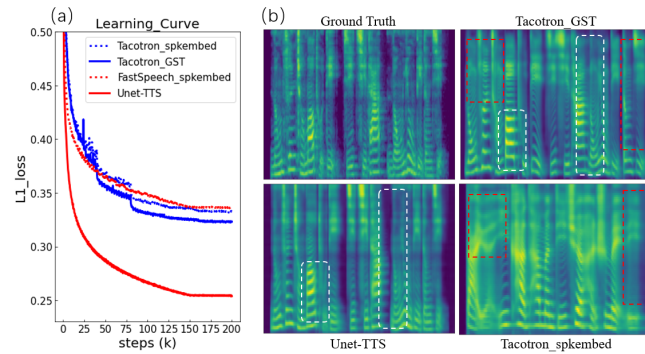 (a)
Learning_Curve
L1_loss
0.50
0.45
0.40
0.35
0.30
0.25
Tacotron_spkembed
Tacotron_GST
FastSpeech_spkembed
Unet-TTS
0 25 50 75 100 125 150 175 200
steps (k)
(b)
Ground Truth
Tacotron_GST
Unet-TTS
Tacotron_spkembed